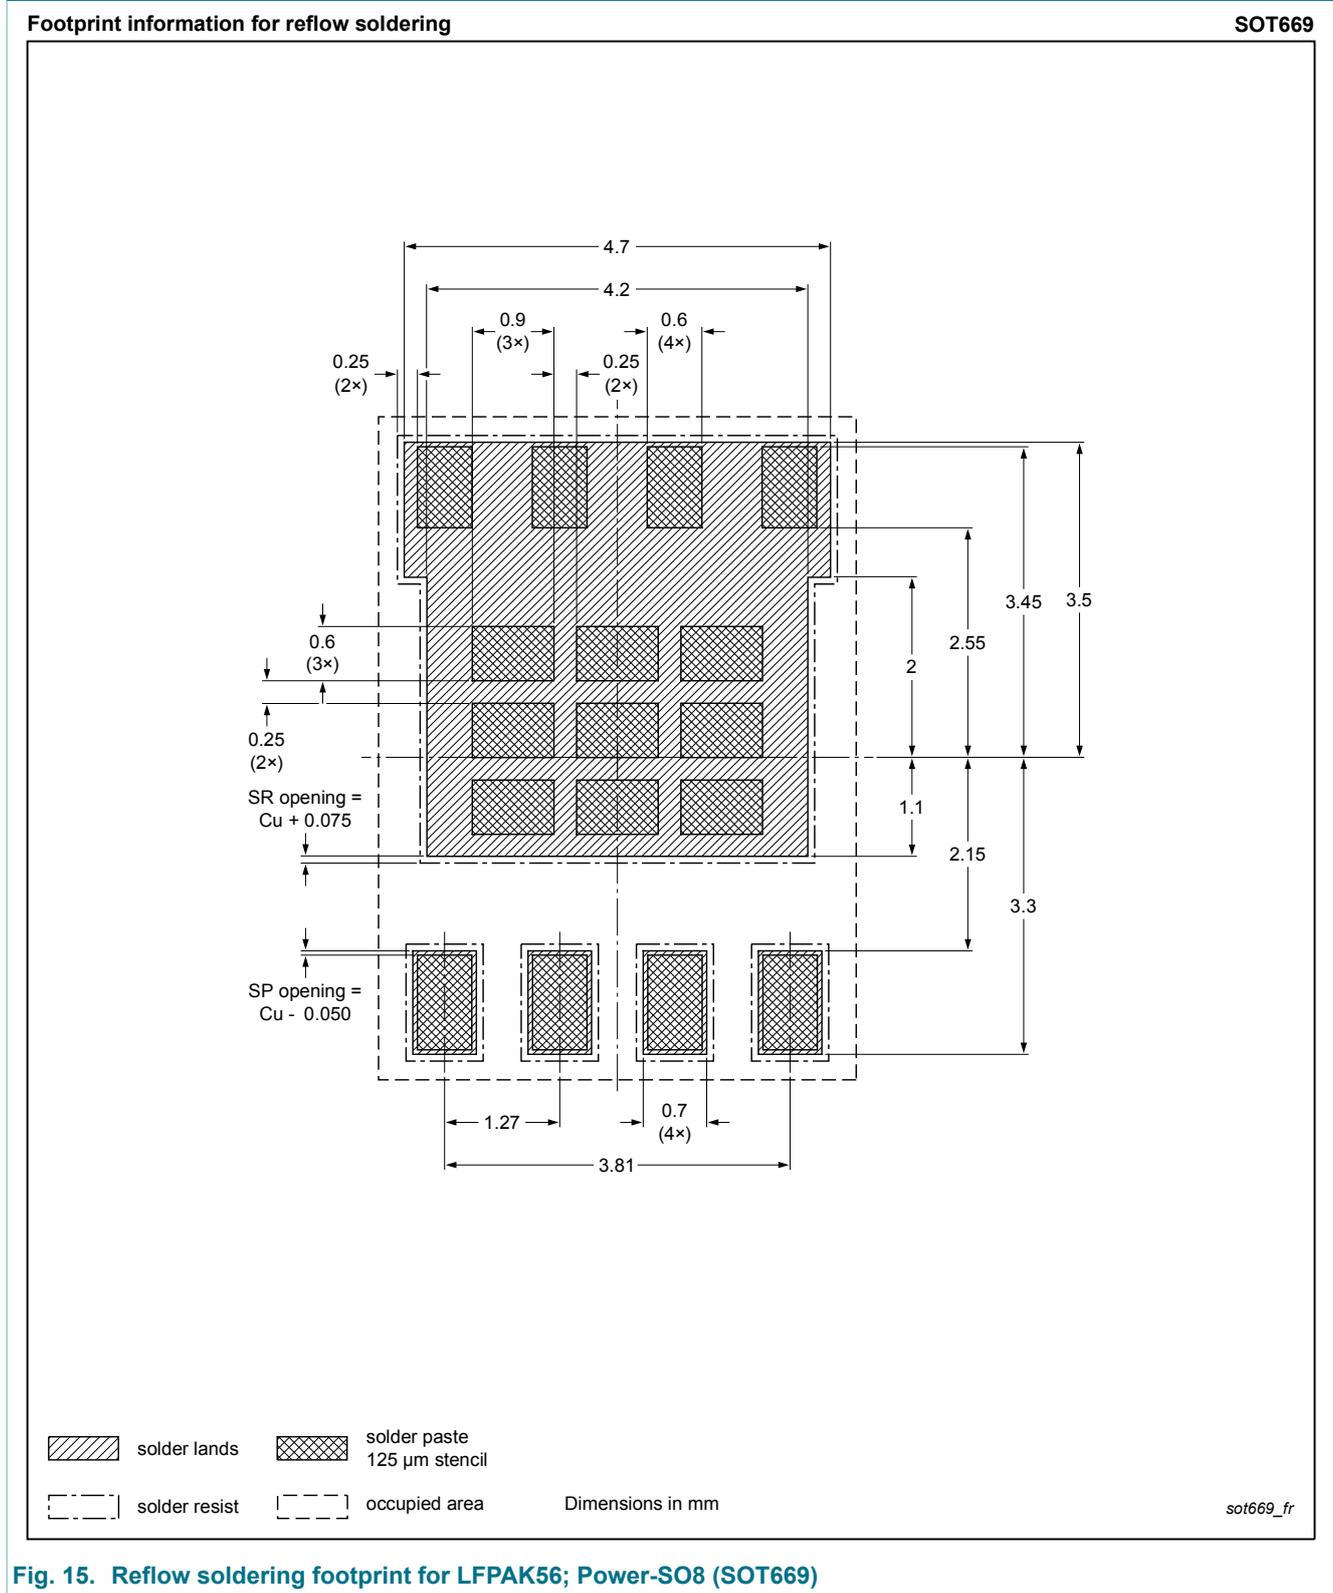 Footprint information for reflow soldering
SOT669
4.7
4.2
0.9
(3×)
0.6
(4×)
0.25
(2×)
0.25
(2×)
3.45
3.5
0.6
(3×)
2.55
2
0.25
(2×)
SR opening =
Cu + 0.075
1.1
2.15
3.3
SP opening =
Cu - 0.050
1.27
0.7
(4×)
3.81
solder lands
solder paste
125 µm stencil
solder resist
occupied area
Dimensions in mm
sot669_fr
Fig. 15. Reflow soldering footprint for LFPAK56; Power-SO8 (SOT669)